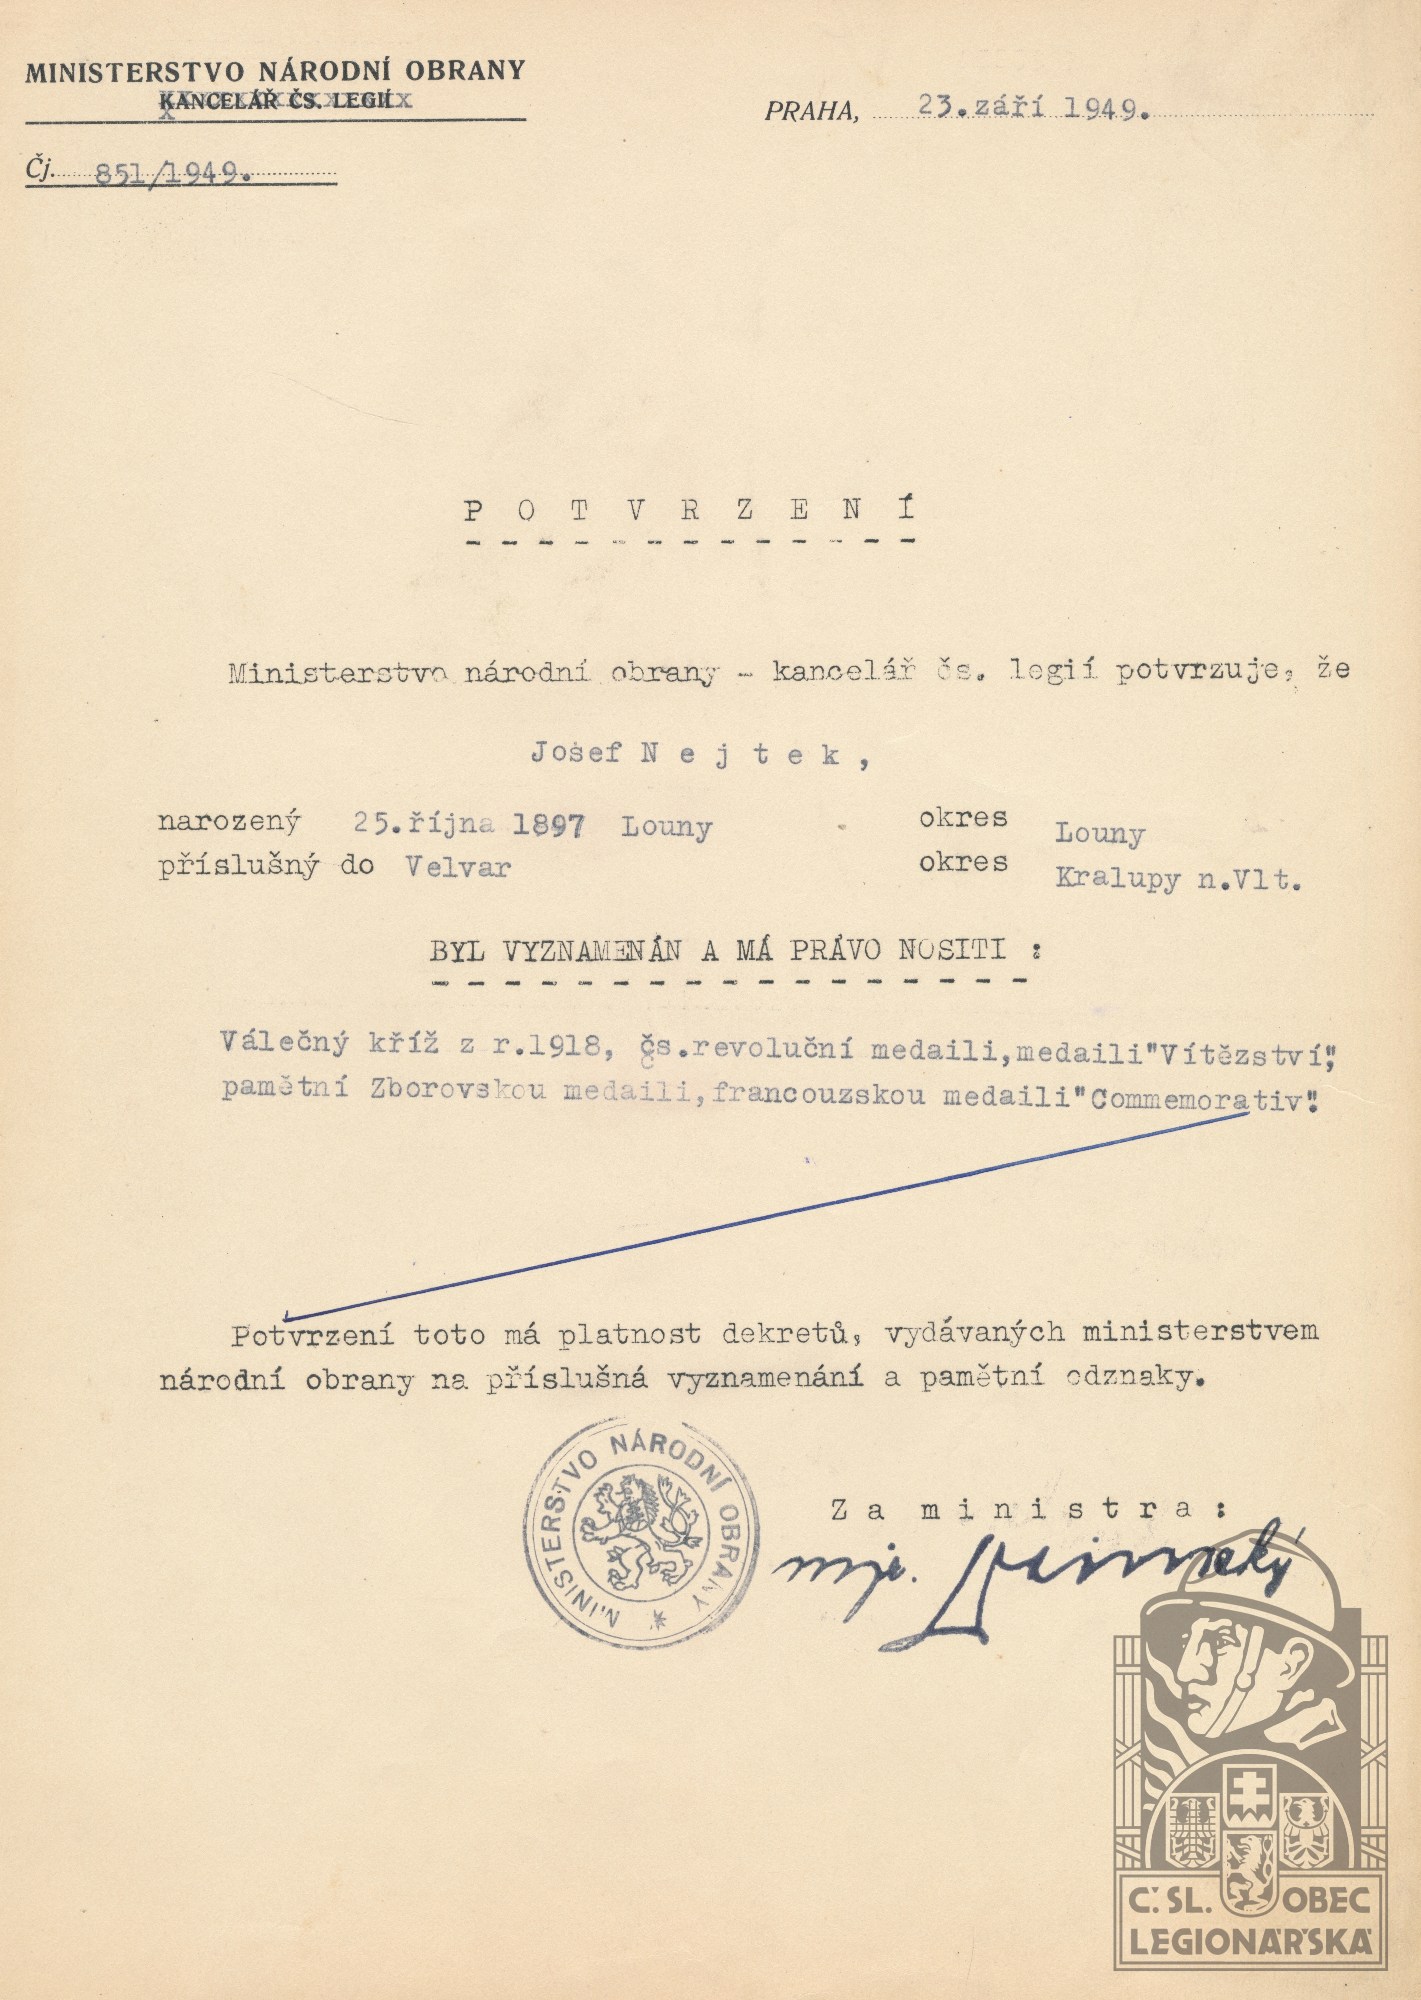 MINISTERSTVO NÁRODNÍ OBRANY
KANCELÁŘ ČS. LEGIÍ
PRAHA, 23.září 1949.
Čj. 851/1949.
P O T V R Z E N Í
Ministerstvo národní obrany - kancelář čs. legií potvrzuje, že
Josef N e j t e k ,
narozený 25.října 1897 Louny okres Louny
příslušný do Velvar okres Kralupy n.Vlt.
BYL VYZNAMENÁN A MÁ PRÁVO NOSITI :
Válečný kříž z r.1918, čs.revoluční medaili,medaili"Vítězství",
pamětní Zborovskou medaili,francouzskou medaili"Commemorativ".
Potvrzení toto má platnost dekretů, vydávaných ministerstvem
národní obrany na příslušná vyznamenání a pamětní odznaky.
MINISTERSTVO NÁRODNÍ OBRANY
Z a m i n i s t r a :
mjr.
Č.SL. OBEC
LEGIONÁŘSKÁ